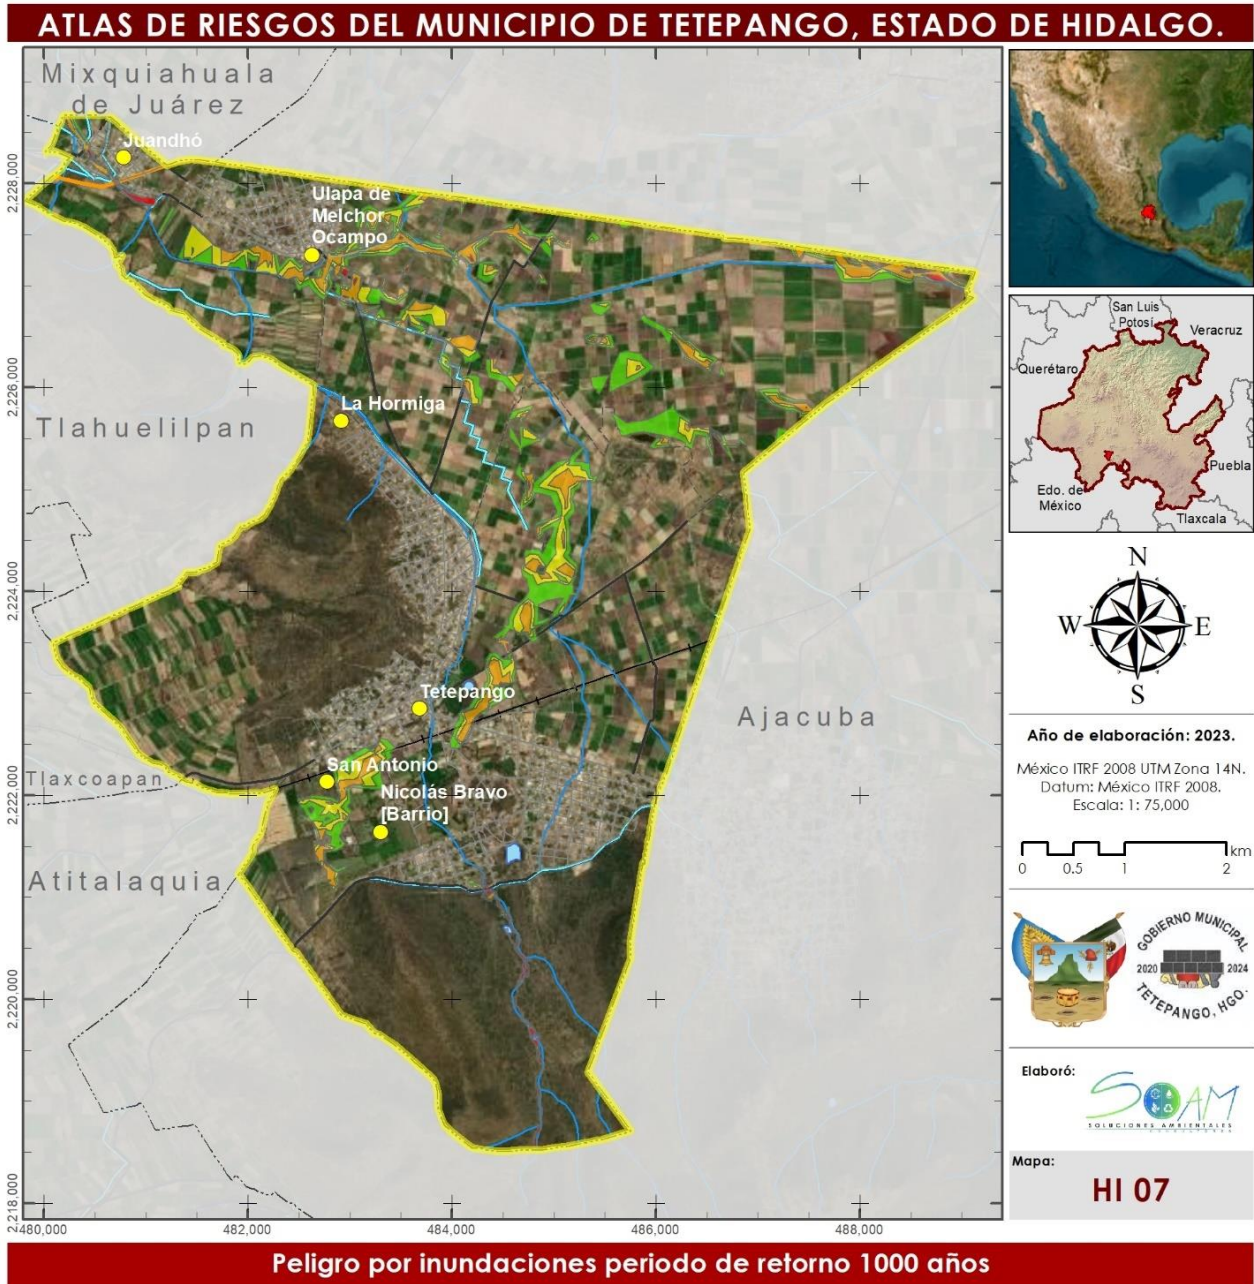 ATLAS DE RIESGOS DEL MUNICIPIO DE TETEPANGO, ESTADO DE HIDALGO.
Mixquiahuala
de Juárez
Juandhó
Ulapa de
Melchor
Ocampo
La Hormiga
Tlahuelilpan
Tetepango
Ajacuba
San Antonio
Tlaxcoapan
Nicolás Bravo
[Barrio]
Atitalaquia
2,228,000
2,226,000
2,224,000
2,222,000
2,220,000
2,218,000
480,000
482,000
484,000
486,000
488,000
San Luis
Potosí
Veracruz
Querétaro
Puebla
Edo. de
México
Tlaxcala
N
W
E
S
Año de elaboración: 2023.
México ITRF 2008 UTM Zona 14N.
Datum: México ITRF 2008.
Escala: 1: 75,000
km
0 0.5 1 2
GOBIERNO MUNICIPAL
2020 2024
TETEPANGO, HGO.
Elaboró:
SOAM
SOLUCIONES AMBIENTALES
Mapa:
HI 07
Peligro por inundaciones periodo de retorno 1000 años